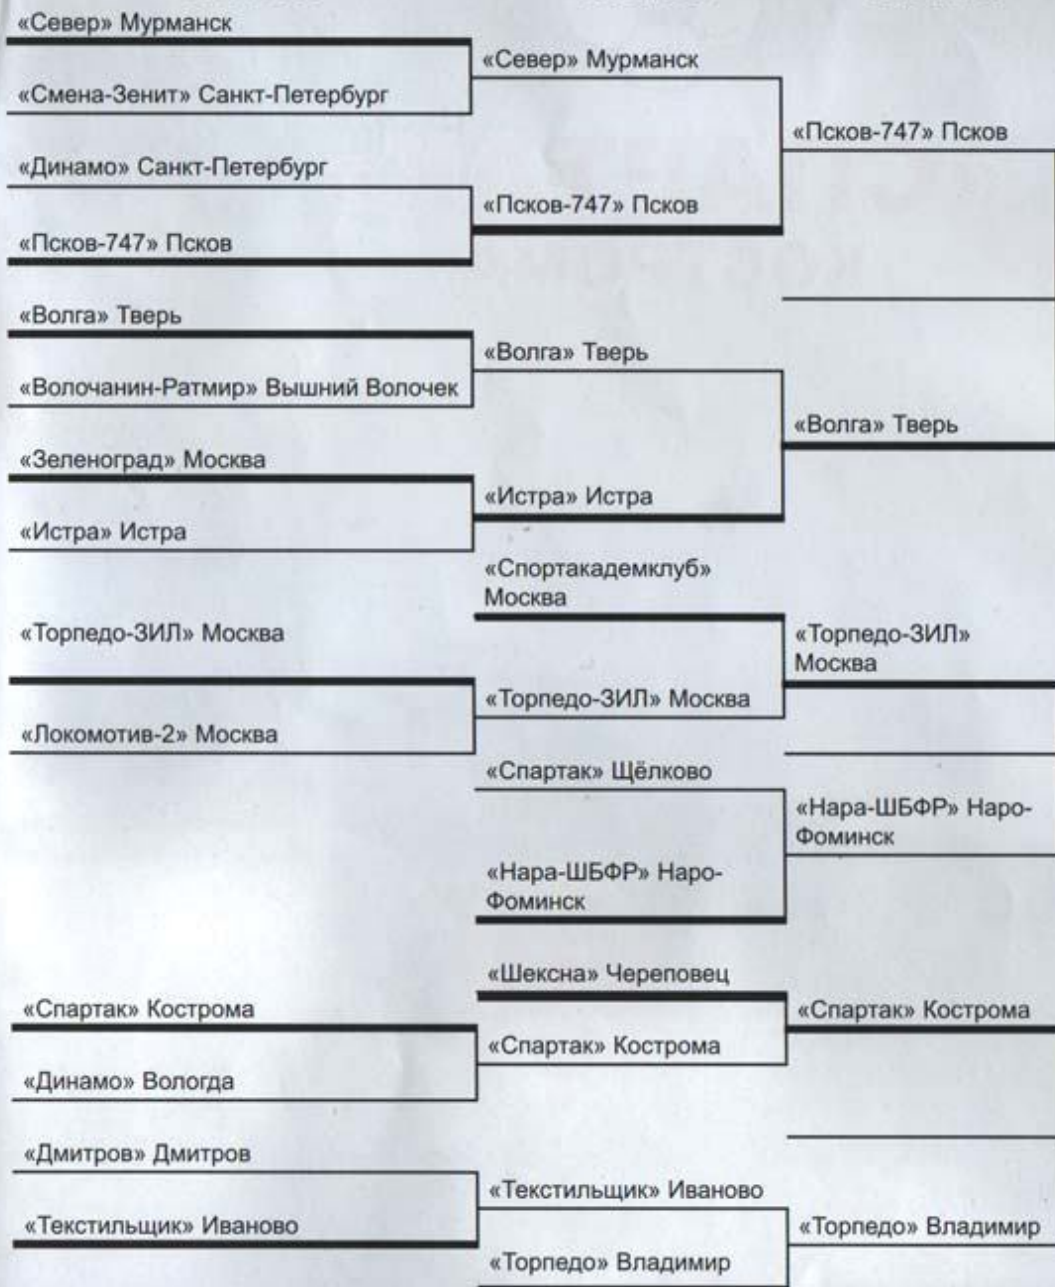 «Север» Мурманск
«Смена-Зенит» Санкт-Петербург
«Динамо» Санкт-Петербург
«Псков-747» Псков
«Волга» Тверь
«Волочанин-Ратмир» Вышний Волочек
«Зеленоград» Москва
«Истра» Истра
«Торпедо-ЗИЛ» Москва
«Локомотив-2» Москва
«Спартак» Кострома
«Динамо» Вологда
«Дмитров» Дмитров
«Текстильщик» Иваново
«Север» Мурманск
«Псков-747» Псков
«Волга» Тверь
«Истра» Истра
«Спортакадемклуб»
Москва
«Торпедо-ЗИЛ» Москва
«Спартак» Щёлково
«Нара-ШБФР» Наро-
Фоминск
«Шексна» Череповец
«Спартак» Кострома
«Текстильщик» Иваново
«Торпедо» Владимир
«Псков-747» Псков
«Волга» Тверь
«Торпедо-ЗИЛ»
Москва
«Нара-ШБФР» Наро-
Фоминск
«Спартак» Кострома
«Торпедо» Владимир